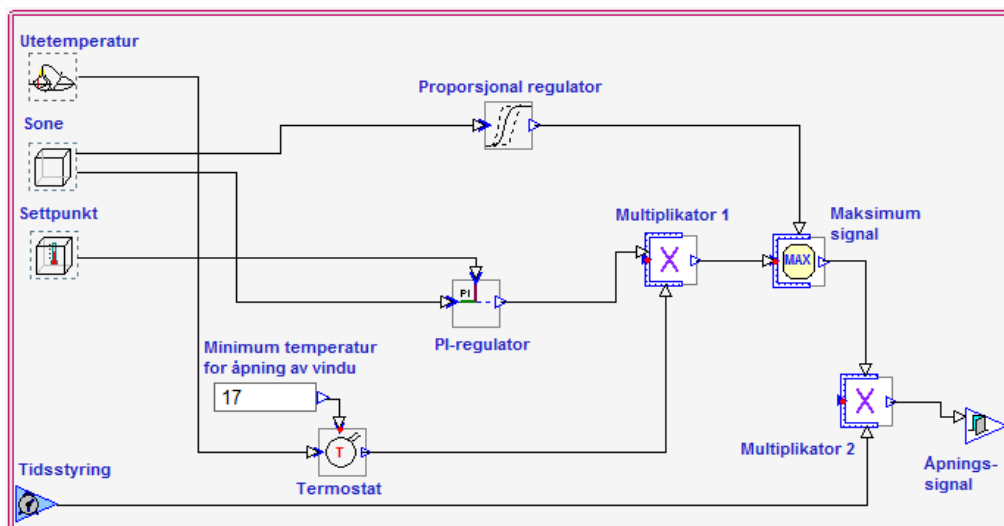 Utetemperatur
Proporsjonal regulator
Sone
Settpunkt
Multiplikator 1
Maksimum
signal
MAX
PI
PI-regulator
Minimum temperatur
for åpning av vindu
17
T
Termostat
Multiplikator 2
Åpnings-
signal
Tidsstyring